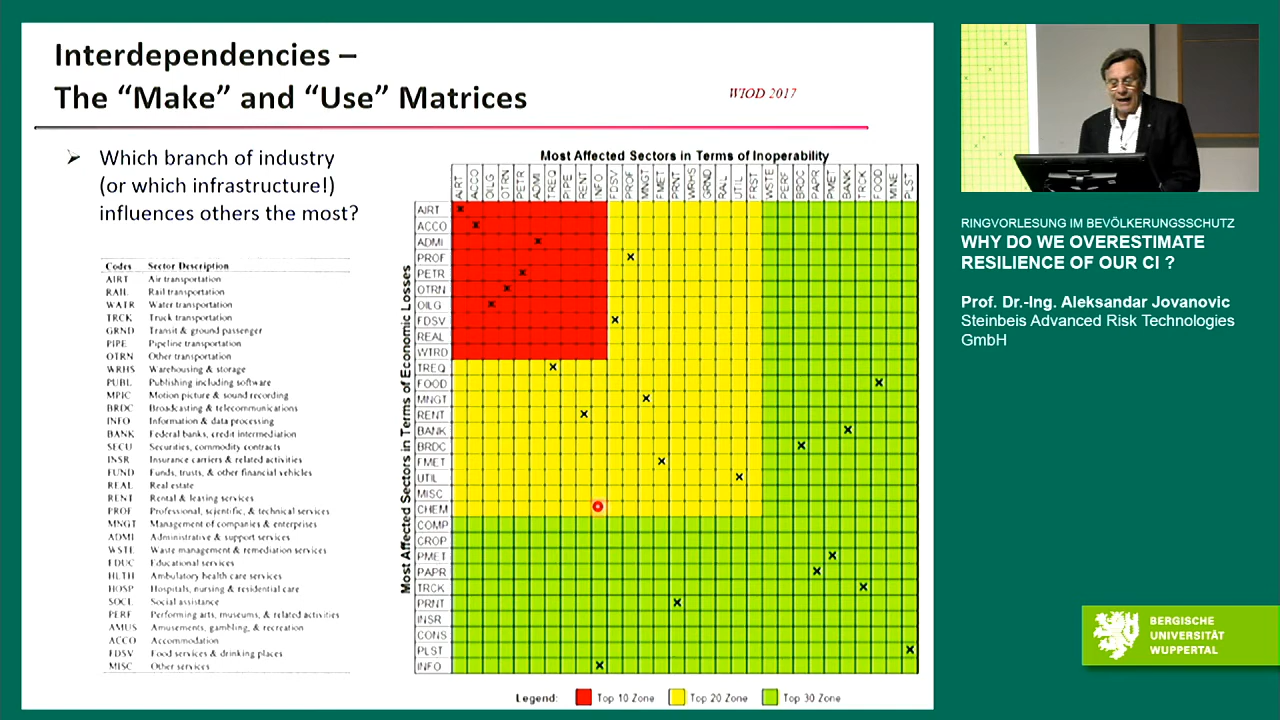 Interdependencies –
The “Make” and “Use” Matrices
WIOD 2017
➢ Which branch of industry
(or which infrastructure!)
influences others the most?
Codes Sector Description
AIRT Air transportation
RAIL Rail transportation
WATR Water transportation
TRCK Truck transportation
GRND Transit & ground passenger
PIPE Pipeline transportation
OTRN Other transportation
WRHS Warehousing & storage
PUBL Publishing including software
MPIC Motion picture & sound recording
BRDC Broadcasting & telecommunications
INFO Information & data processing
BANK Federal banks, credit intermediation
SECU Securities, commodity contracts
INSR Insurance carriers & related activities
FUND Funds, trusts, & other financial vehicles
REAL Real estate
RENT Rental & leasing services
PROF Professional, scientific, & technical services
MNGT Management of companies & enterprises
ADMI Administrative & support services
WSTE Waste management & remediation services
EDUC Educational services
HLTH Ambulatory health care services
HOSP Hospitals, nursing & residential care
SOCL Social assistance
PERF Performing arts, museums, & related activities
AMUS Amusements, gambling, & recreation
ACCO Accommodation
FDSV Food services & drinking places
MISC Other services
Most Affected Sectors in Terms of Inoperability
AIRT ACCO OILG OTRN PETR ADMI TREQ PIPE RENT INFO FDSV PROF MNGT FMET PRNT WRHS GRND RAIL UTIL FRST WSTE PERF BRDC PAPR PMET BANK TRCK FOOD MINE PLST
Most Affected Sectors in Terms of Economic Losses
AIRT
ACCO
ADMI
PROF
PETR
OTRN
OILG
FDSV
REAL
WTRD
TREQ
FOOD
MNGT
RENT
BANK
BRDC
FMET
UTIL
MISC
CHEM
COMP
CROP
PMET
PAPR
TRCK
PRNT
INSR
CONS
PLST
INFO
Legend: Top 10 Zone Top 20 Zone Top 30 Zone
RINGVORLESUNG IM BEVÖLKERUNGSSCHUTZ
WHY DO WE OVERESTIMATE
RESILIENCE OF OUR CI ?
Prof. Dr.-Ing. Aleksandar Jovanovic
Steinbeis Advanced Risk Technologies
GmbH
BERGISCHE
UNIVERSITÄT
WUPPERTAL